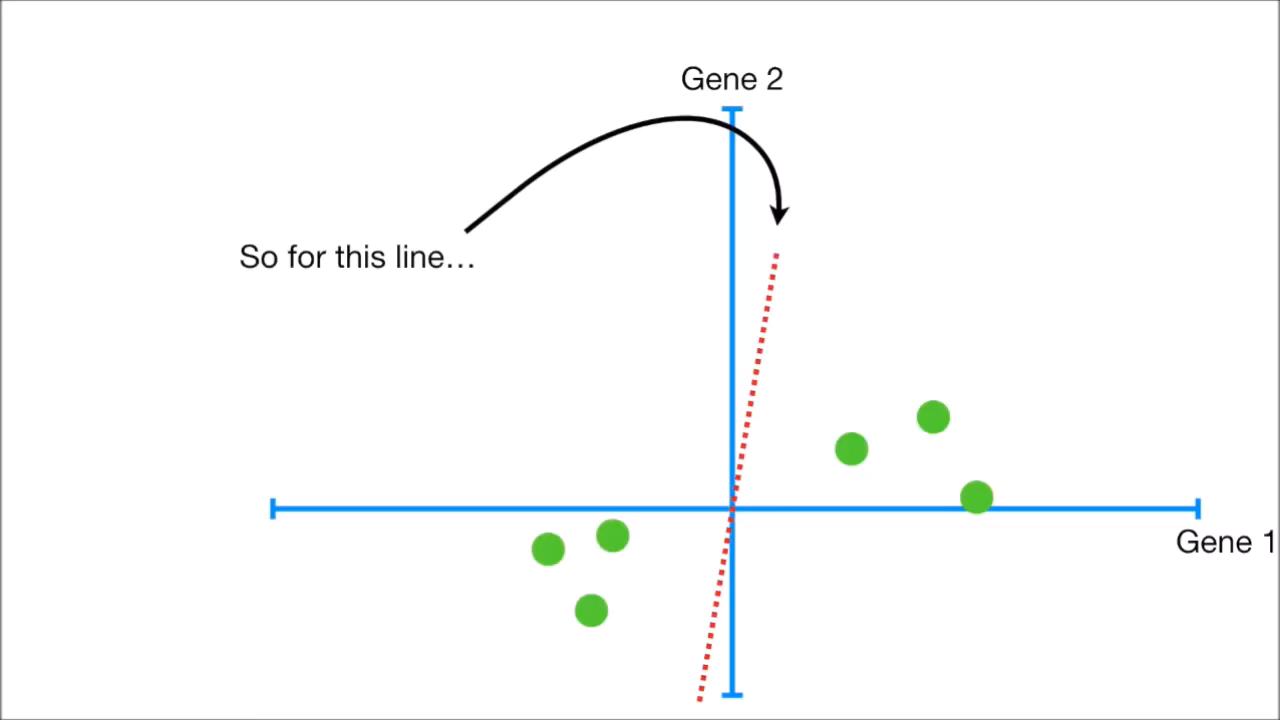 Gene 2
So for this line…
Gene 1